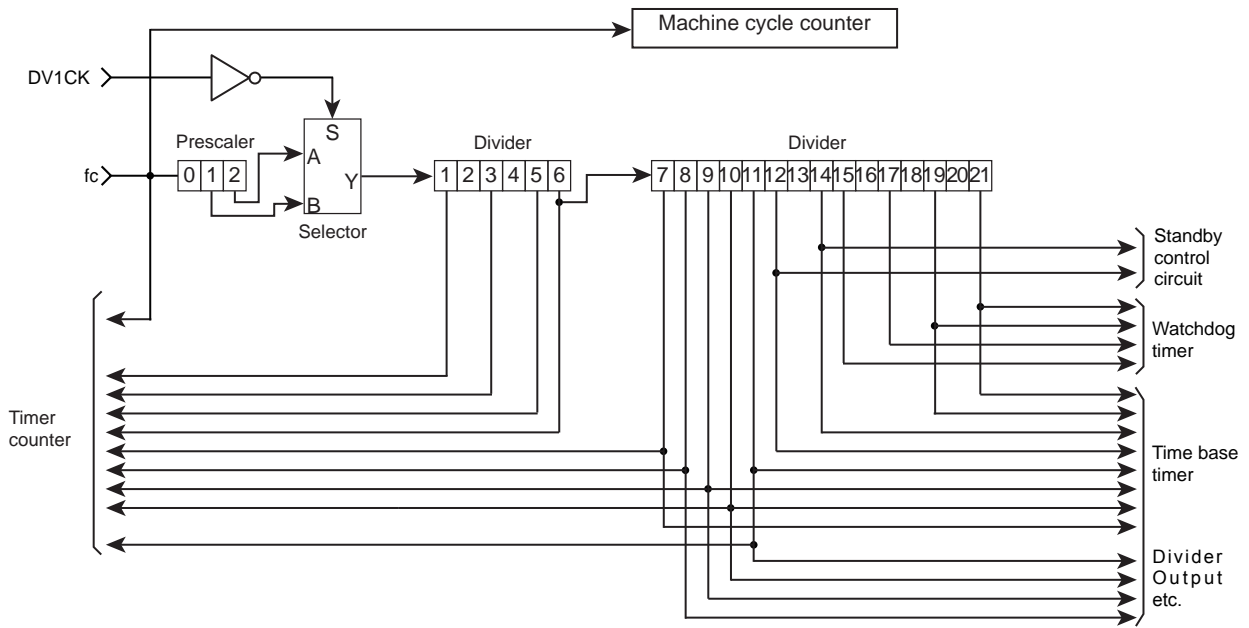 Machine cycle counter
DV1CK
S
Prescaler
Divider
Divider
fc
0 1 2
A
Y
B
1 2 3 4 5 6
7 8 9 10 11 12 13 14 15 16 17 18 19 20 21
Selector
Standby
control
circuit
Watchdog
timer
Timer
counter
Time base
timer
Divider
Output
etc.